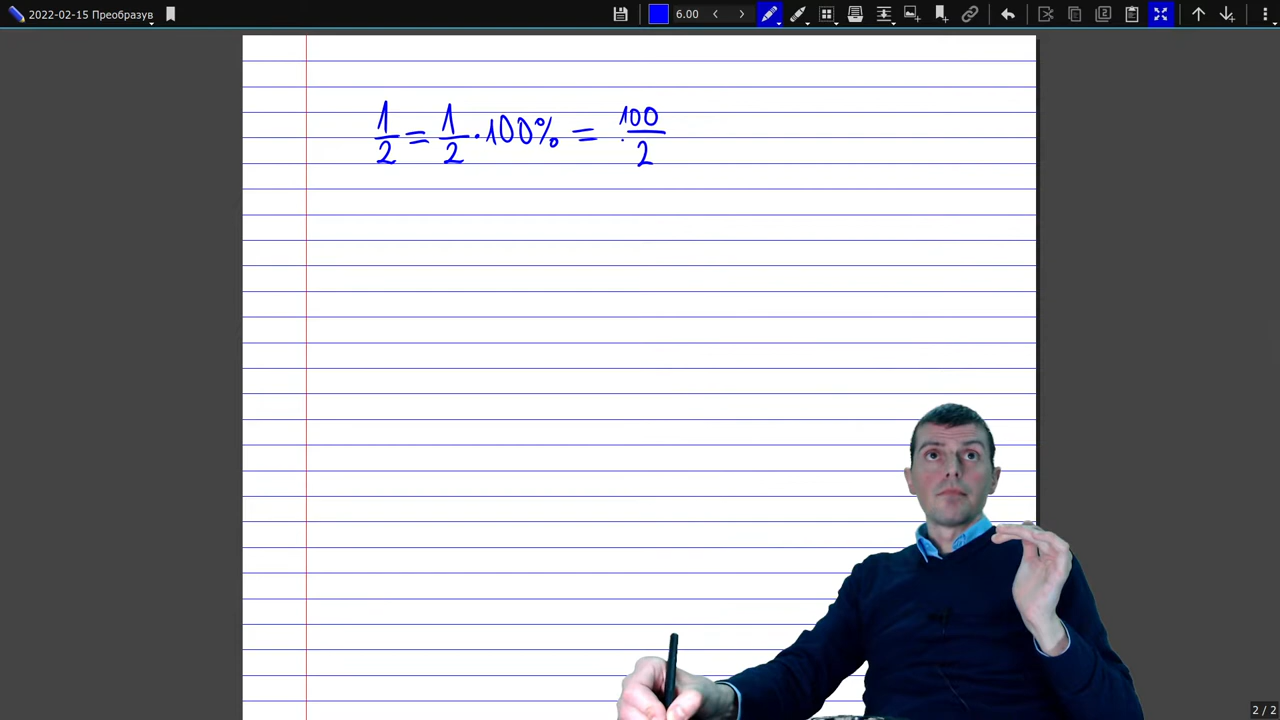 2022-02-15 Преобразув
6.00
1/2 = 1/2 · 100% = 100/2
2 / 2